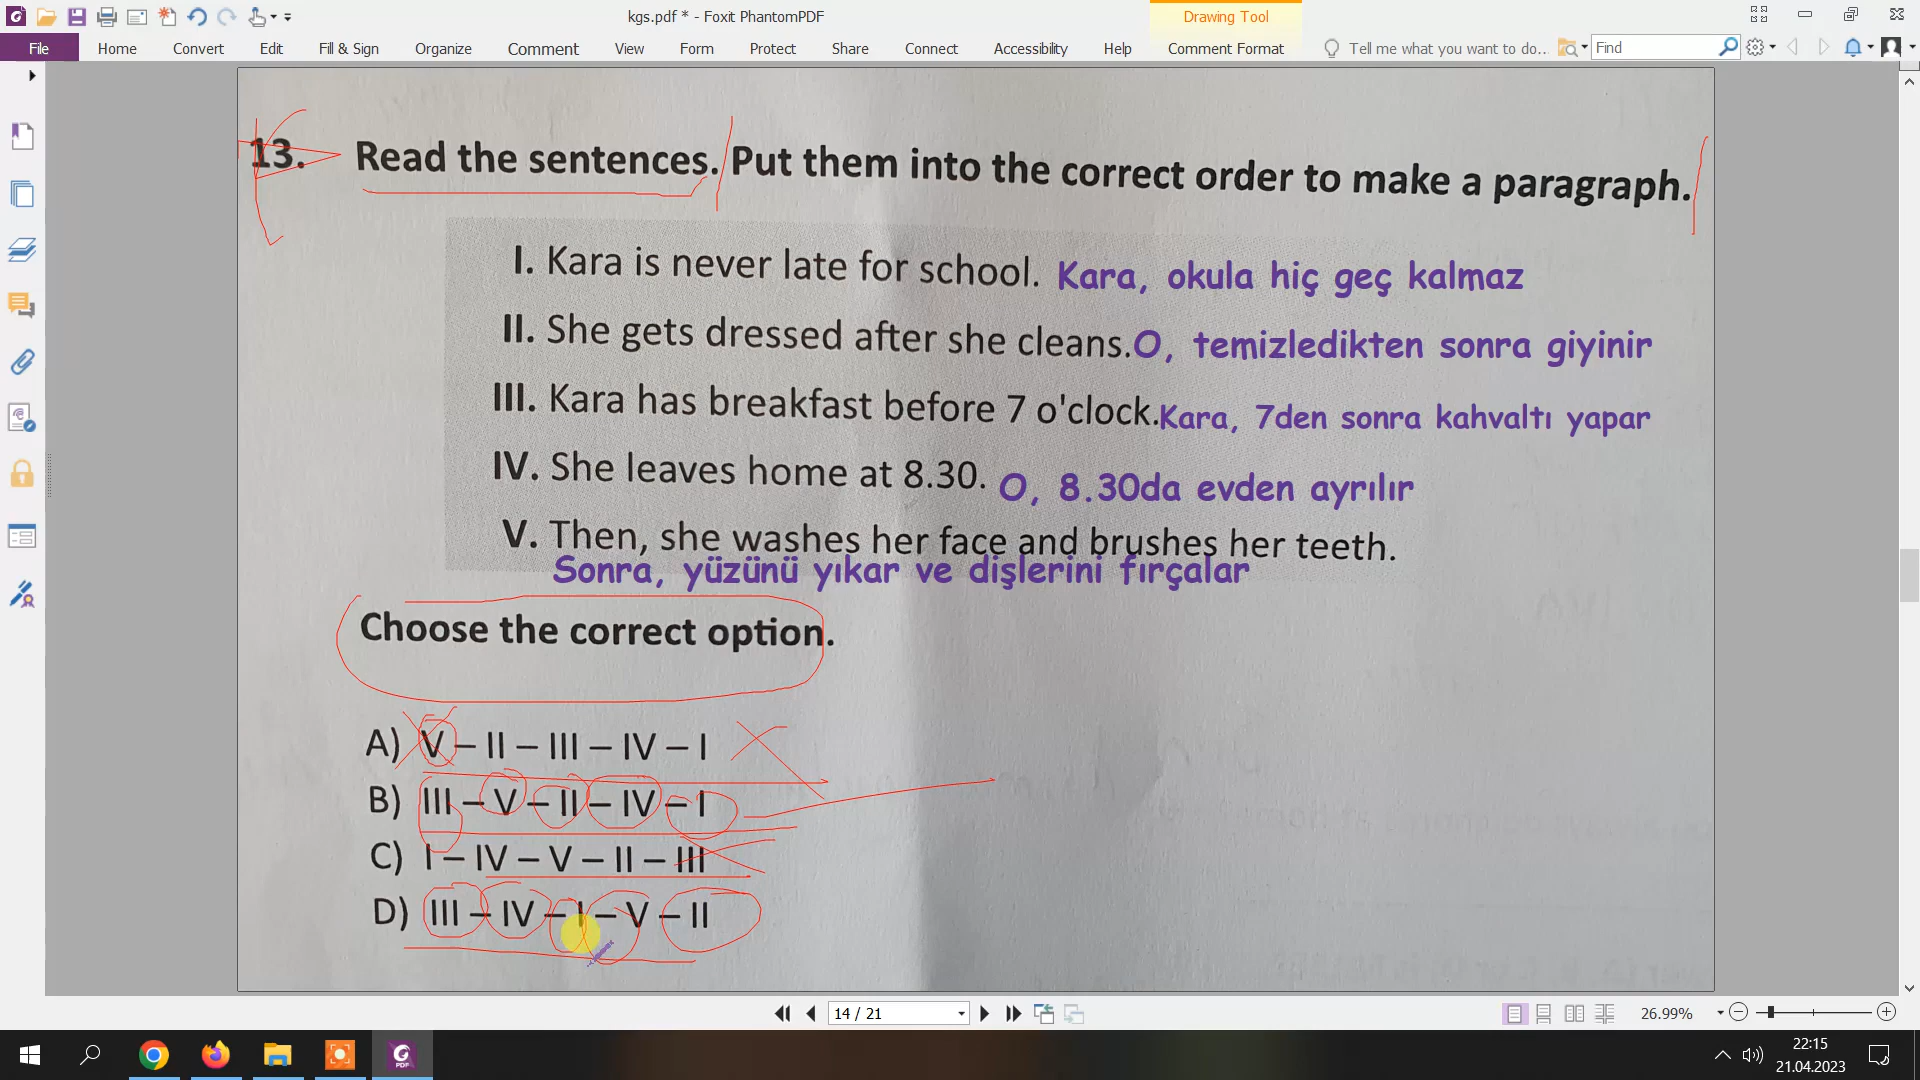 kgs.pdf * - Foxit PhantomPDF
Drawing Tool
File Home Convert Edit Fill & Sign Organize Comment View Form Protect Share Connect Accessibility Help Comment Format Tell me what you want to do... Find
13. Read the sentences. Put them into the correct order to make a paragraph.
I. Kara is never late for school. Kara, okula hiç geç kalmaz
II. She gets dressed after she cleans. O, temizledikten sonra giyinir
III. Kara has breakfast before 7 o'clock. Kara, 7den sonra kahvaltı yapar
IV. She leaves home at 8.30. O, 8.30da evden ayrılır
V. Then, she washes her face and brushes her teeth.
Sonra, yüzünü yıkar ve dişlerini fırçalar
Choose the correct option.
A) V – II – III – IV – I
B) III – V – II – IV – I
C) I – IV – V – II – III
D) III – IV – I – V – II
14 / 21
26.99%
PDF
22:15
21.04.2023